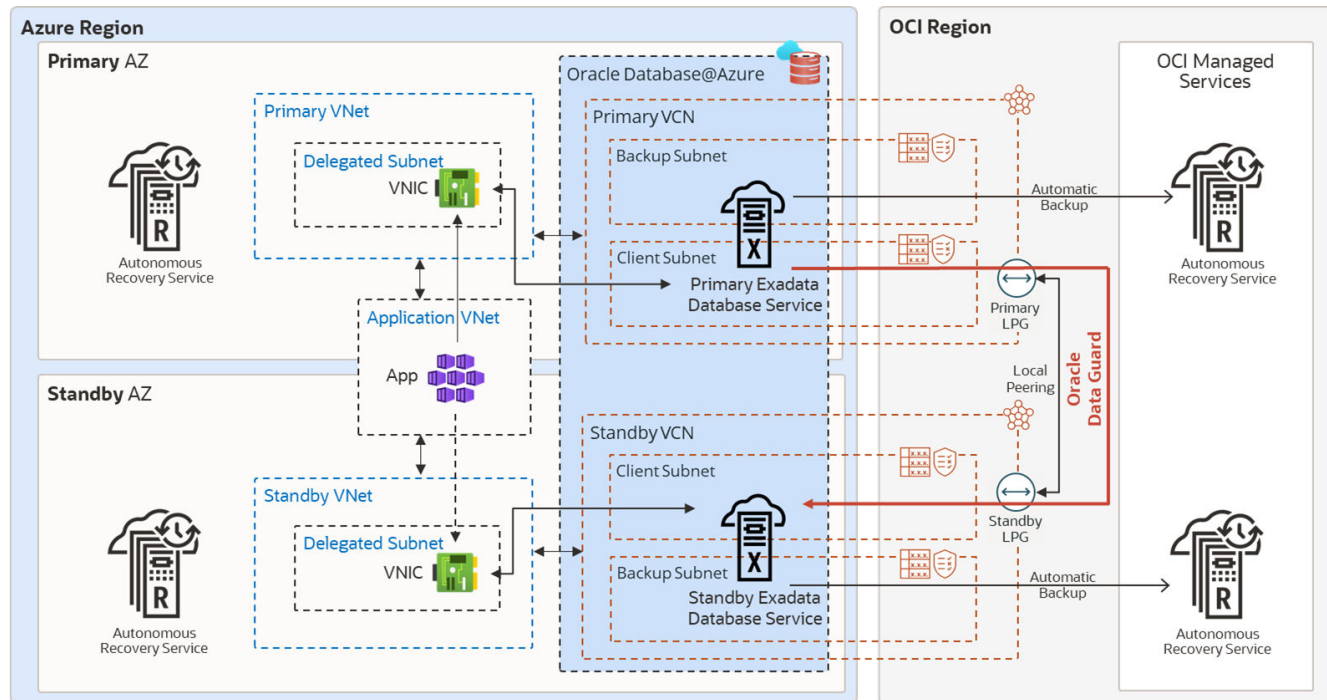 Azure Region
Primary AZ
Autonomous
Recovery Service
Primary VNet
Delegated Subnet
VNIC
Application VNet
App
Standby AZ
Autonomous
Recovery Service
Standby VNet
Delegated Subnet
VNIC
Oracle Database@Azure
Primary VCN
Backup Subnet
Client Subnet
X
Primary Exadata
Database Service
Standby VCN
Client Subnet
Backup Subnet
X
Standby Exadata
Database Service
OCI Region
Automatic
Backup
Primary
LPG
Local
Peering
Oracle
Data Guard
Standby
LPG
Automatic
Backup
OCI Managed
Services
R
Autonomous
Recovery Service
R
Autonomous
Recovery Service
R
R